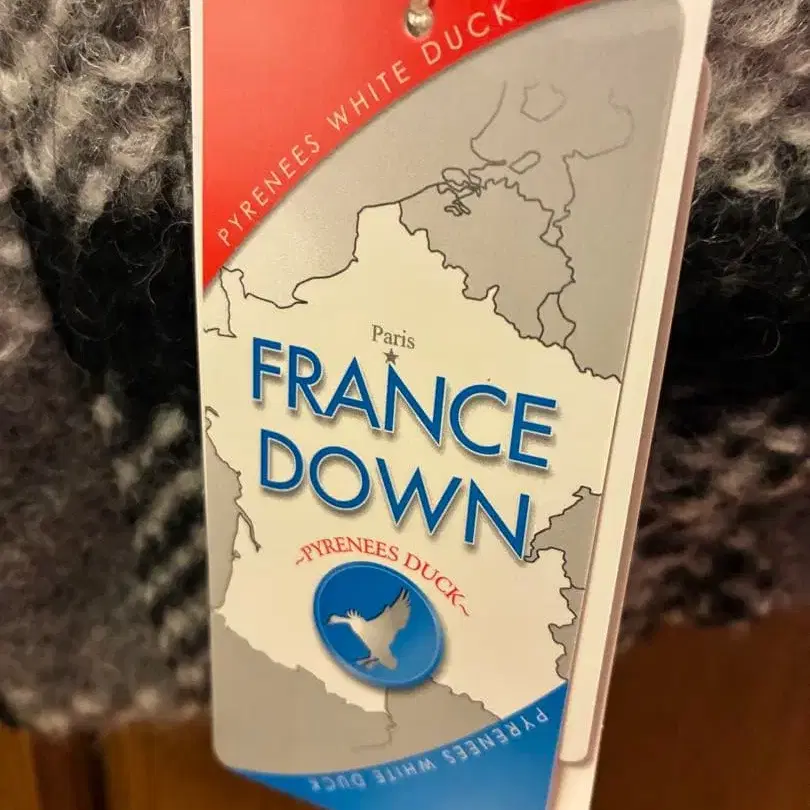 PYRENEES WHITE DUCK
Paris
FRANCE
DOWN
~PYRENEES DUCK~
PYRENEES WHITE DUCK